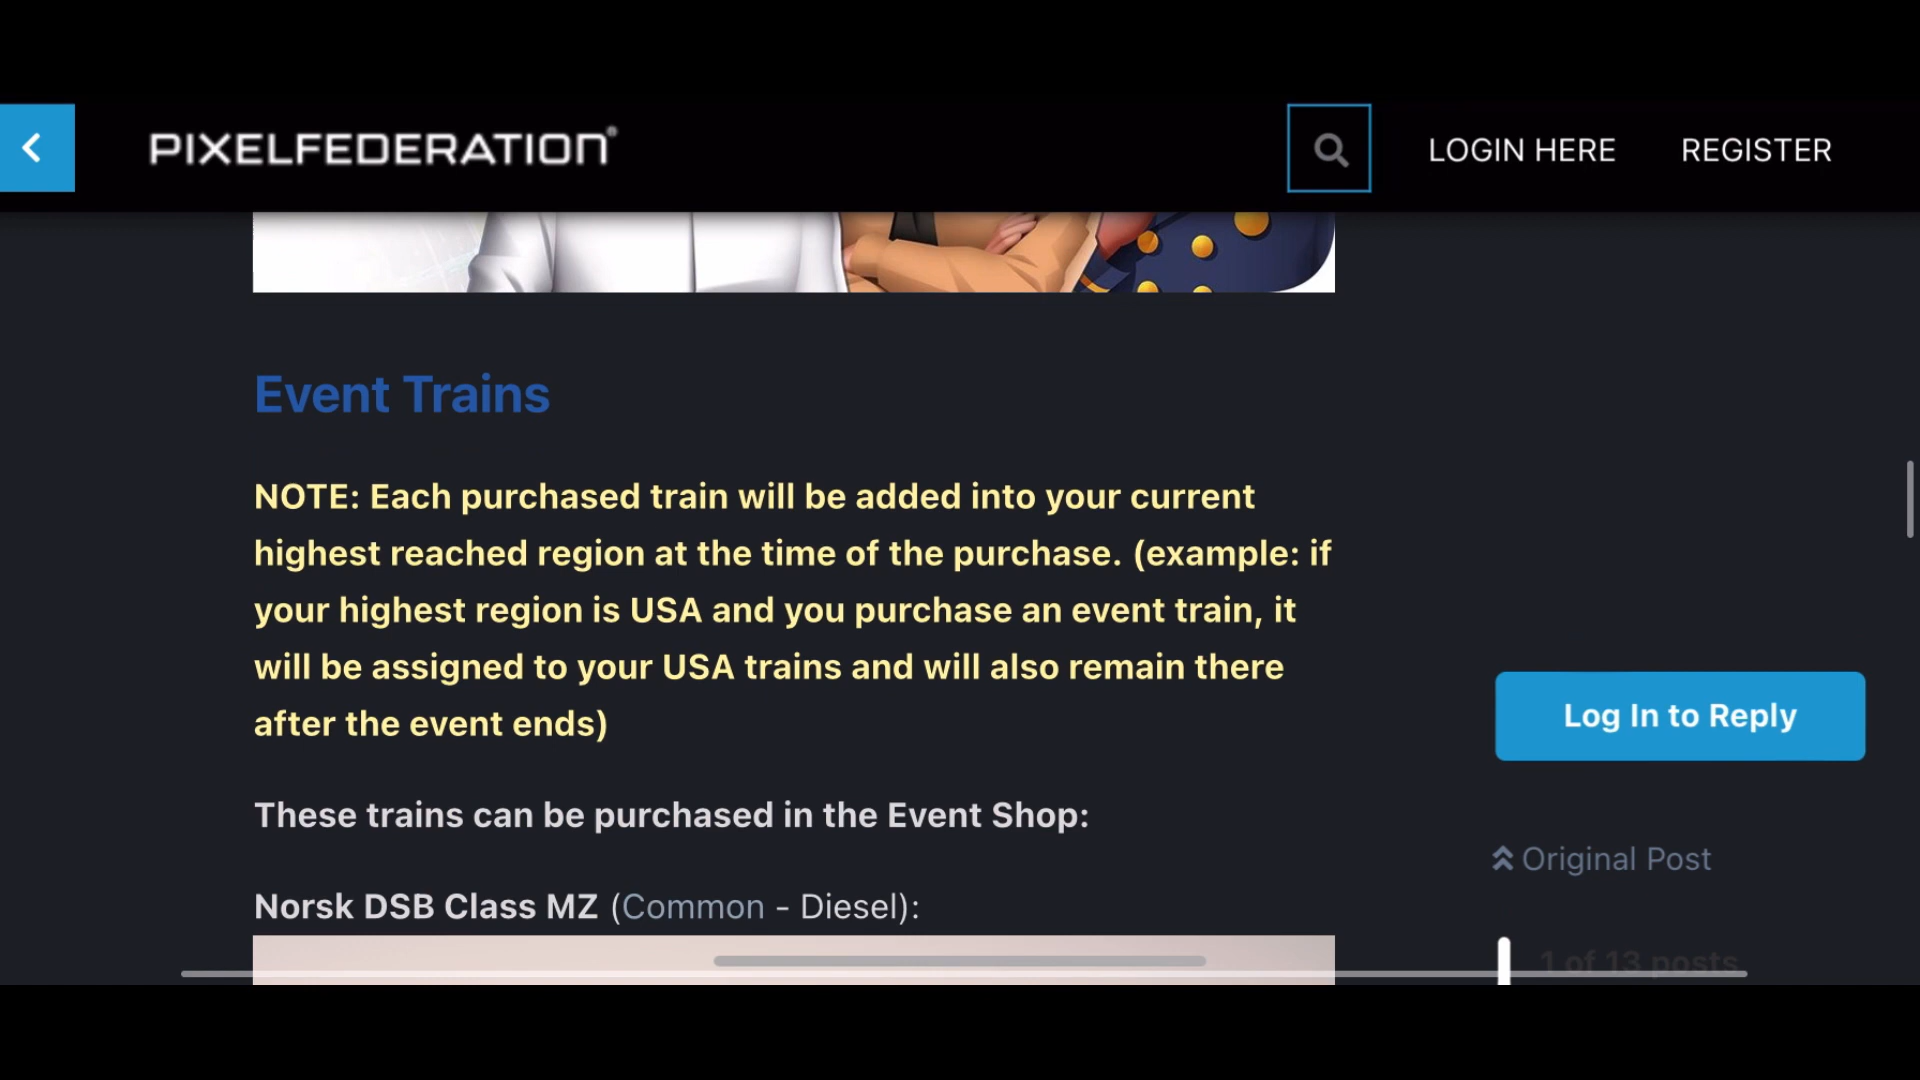 PIXELFEDERATION®
LOGIN HERE
REGISTER
Event Trains
NOTE: Each purchased train will be added into your current
highest reached region at the time of the purchase. (example: if
your highest region is USA and you purchase an event train, it
will be assigned to your USA trains and will also remain there
after the event ends)
Log In to Reply
These trains can be purchased in the Event Shop:
Original Post
Norsk DSB Class MZ (Common - Diesel):
1 of 13 posts